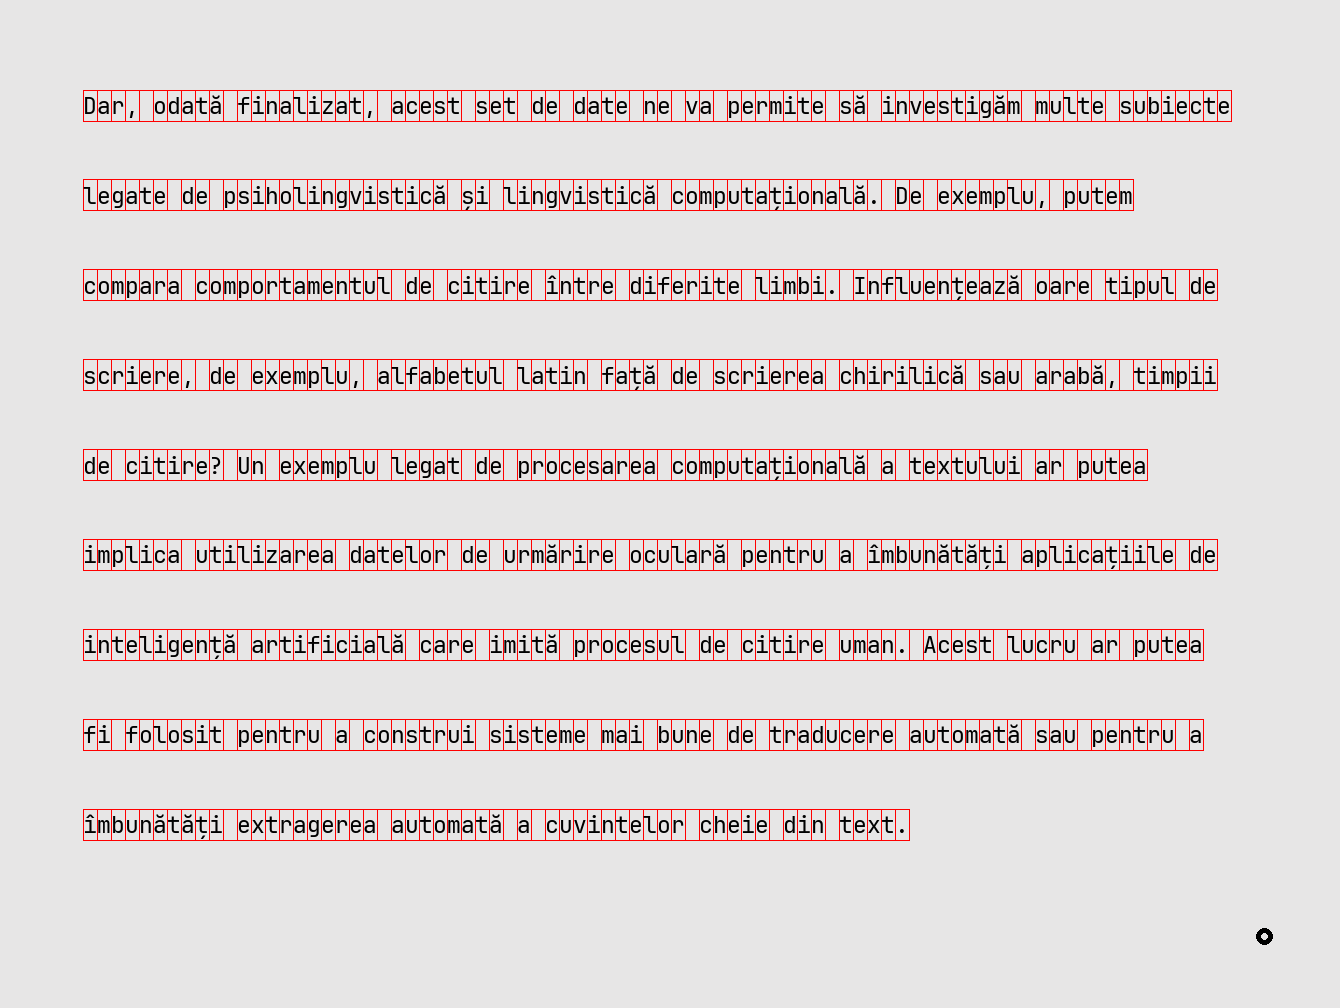 Dar, odată finalizat, acest set de date ne va permite să investigăm multe subiecte
legate de psiholingvistică și lingvistică computațională. De exemplu, putem
compara comportamentul de citire între diferite limbi. Influențează oare tipul de
scriere, de exemplu, alfabetul latin față de scrierea chirilică sau arabă, timpii
de citire? Un exemplu legat de procesarea computațională a textului ar putea
implica utilizarea datelor de urmărire oculară pentru a îmbunătăți aplicațiile de
inteligență artificială care imită procesul de citire uman. Acest lucru ar putea
fi folosit pentru a construi sisteme mai bune de traducere automată sau pentru a
îmbunătăți extragerea automată a cuvintelor cheie din text.